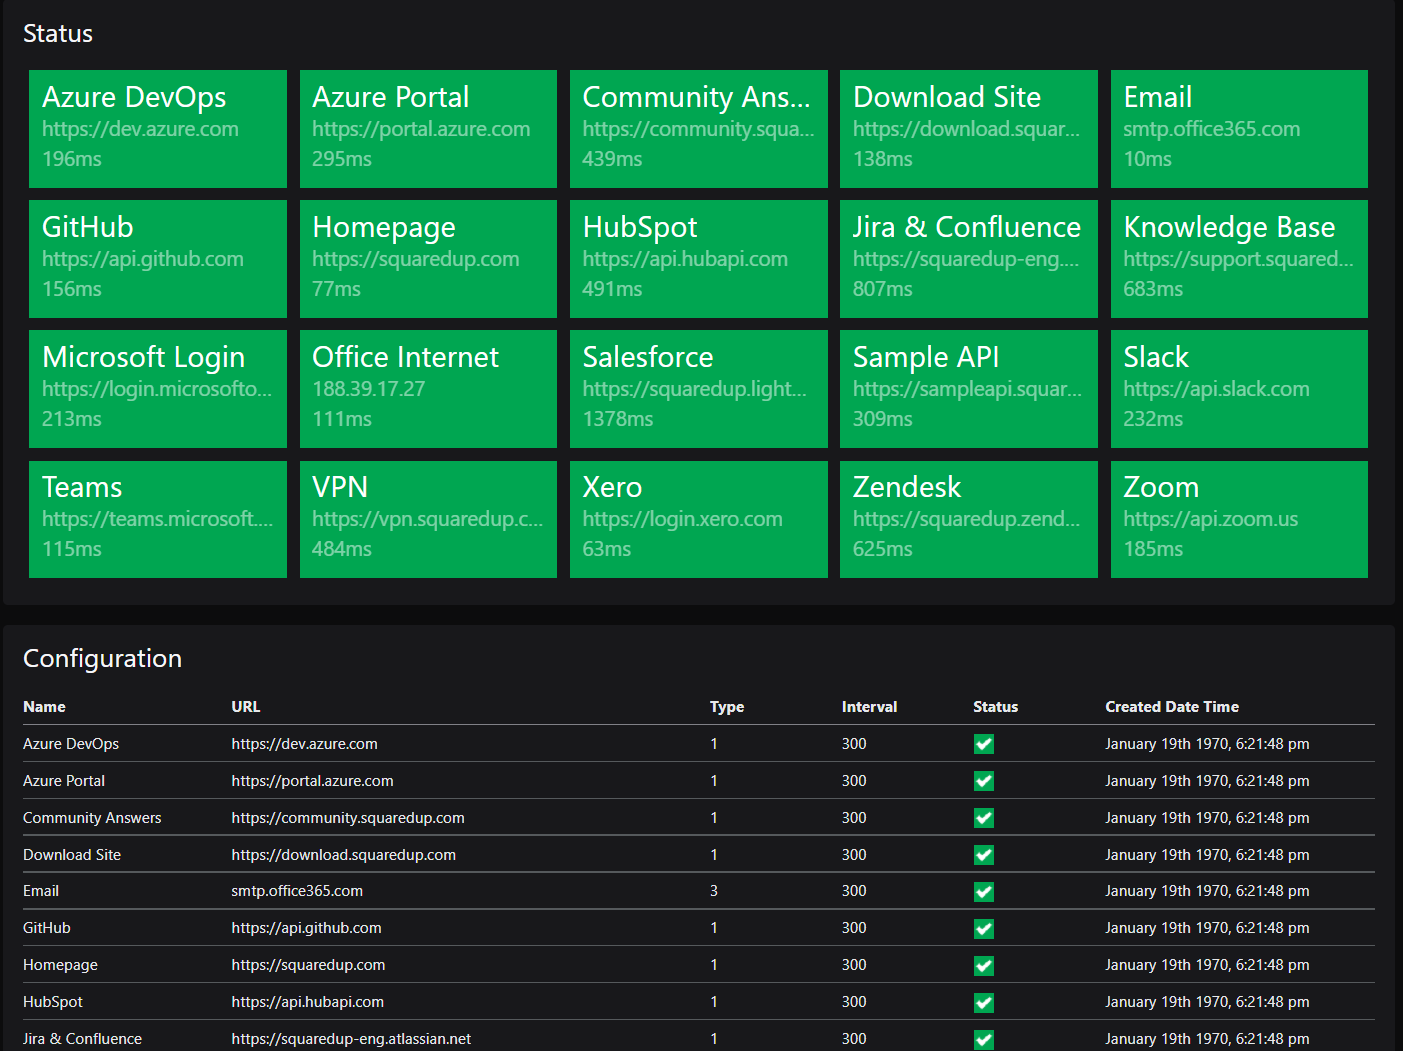 Status
Azure DevOps
https://dev.azure.com
196ms
Azure Portal
https://portal.azure.com
295ms
Community Ans...
https://community.squa...
439ms
Download Site
https://download.squar...
138ms
Email
smtp.office365.com
10ms
GitHub
https://api.github.com
156ms
Homepage
https://squaredup.com
77ms
HubSpot
https://api.hubapi.com
491ms
Jira & Confluence
https://squaredup-eng....
807ms
Knowledge Base
https://support.squared...
683ms
Microsoft Login
https://login.microsofto...
213ms
Office Internet
188.39.17.27
111ms
Salesforce
https://squaredup.light...
1378ms
Sample API
https://sampleapi.squar...
309ms
Slack
https://api.slack.com
232ms
Teams
https://teams.microsoft....
115ms
VPN
https://vpn.squaredup.c...
484ms
Xero
https://login.xero.com
63ms
Zendesk
https://squaredup.zend...
625ms
Zoom
https://api.zoom.us
185ms
Configuration
Name URL Type Interval Status Created Date Time
Azure DevOps https://dev.azure.com 1 300 January 19th 1970, 6:21:48 pm
Azure Portal https://portal.azure.com 1 300 January 19th 1970, 6:21:48 pm
Community Answers https://community.squaredup.com 1 300 January 19th 1970, 6:21:48 pm
Download Site https://download.squaredup.com 1 300 January 19th 1970, 6:21:48 pm
Email smtp.office365.com 3 300 January 19th 1970, 6:21:48 pm
GitHub https://api.github.com 1 300 January 19th 1970, 6:21:48 pm
Homepage https://squaredup.com 1 300 January 19th 1970, 6:21:48 pm
HubSpot https://api.hubapi.com 1 300 January 19th 1970, 6:21:48 pm
Jira & Confluence https://squaredup-eng.atlassian.net 1 300 January 19th 1970, 6:21:48 pm